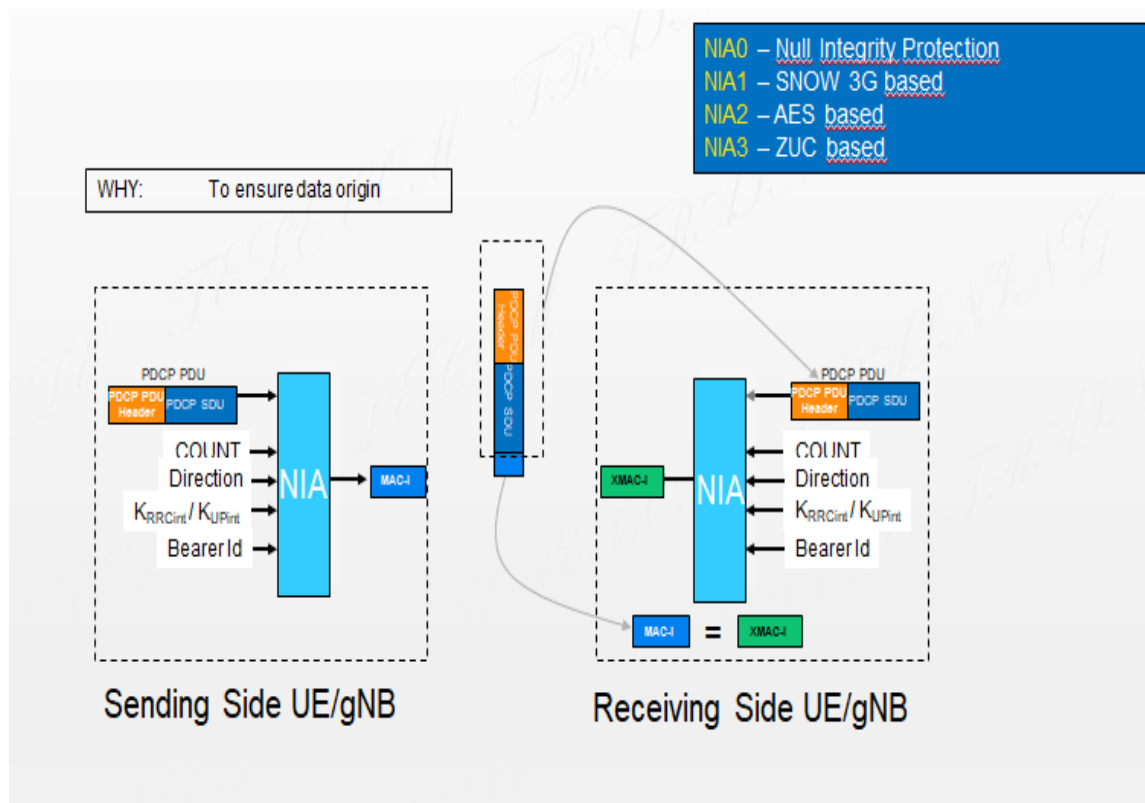 NIA0 – Null Integrity Protection
NIA1 – SNOW 3G based
NIA2 – AES based
NIA3 – ZUC based
WHY: To ensure data origin
PDCP PDU
PDCP PDU
Header
PDCP SDU
COUNT
Direction
KRRCint / KUPint
Bearer Id
NIA
MAC-I
Sending Side UE/gNB
PDCP PDU
Header
PDCP SDU
PDCP PDU
PDCP PDU
Header
PDCP SDU
COUNT
Direction
KRRCint / KUPint
Bearer Id
NIA
XMAC-I
MAC-I = XMAC-I
Receiving Side UE/gNB